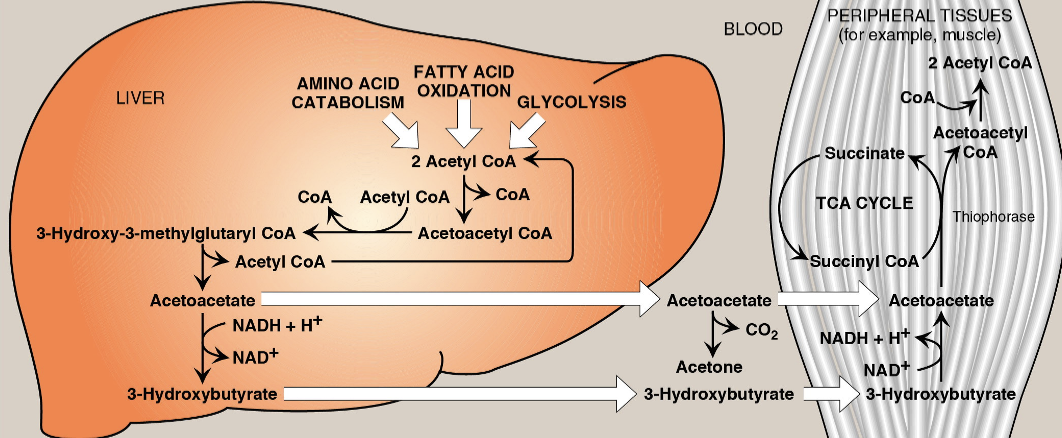 BLOOD
PERIPHERAL TISSUES
(for example, muscle)
LIVER
AMINO ACID
CATABOLISM
FATTY ACID
OXIDATION
GLYCOLYSIS
2 Acetyl CoA
CoA
Acetyl CoA
CoA
3-Hydroxy-3-methylglutaryl CoA
Acetoacetyl CoA
Acetyl CoA
Acetoacetate
NADH + H+
NAD+
3-Hydroxybutyrate
Acetoacetate
CO2
Acetone
3-Hydroxybutyrate
2 Acetyl CoA
CoA
Acetoacetyl
CoA
Succinate
TCA CYCLE
Thiophorase
Succinyl CoA
Acetoacetate
NADH + H+
NAD+
3-Hydroxybutyrate